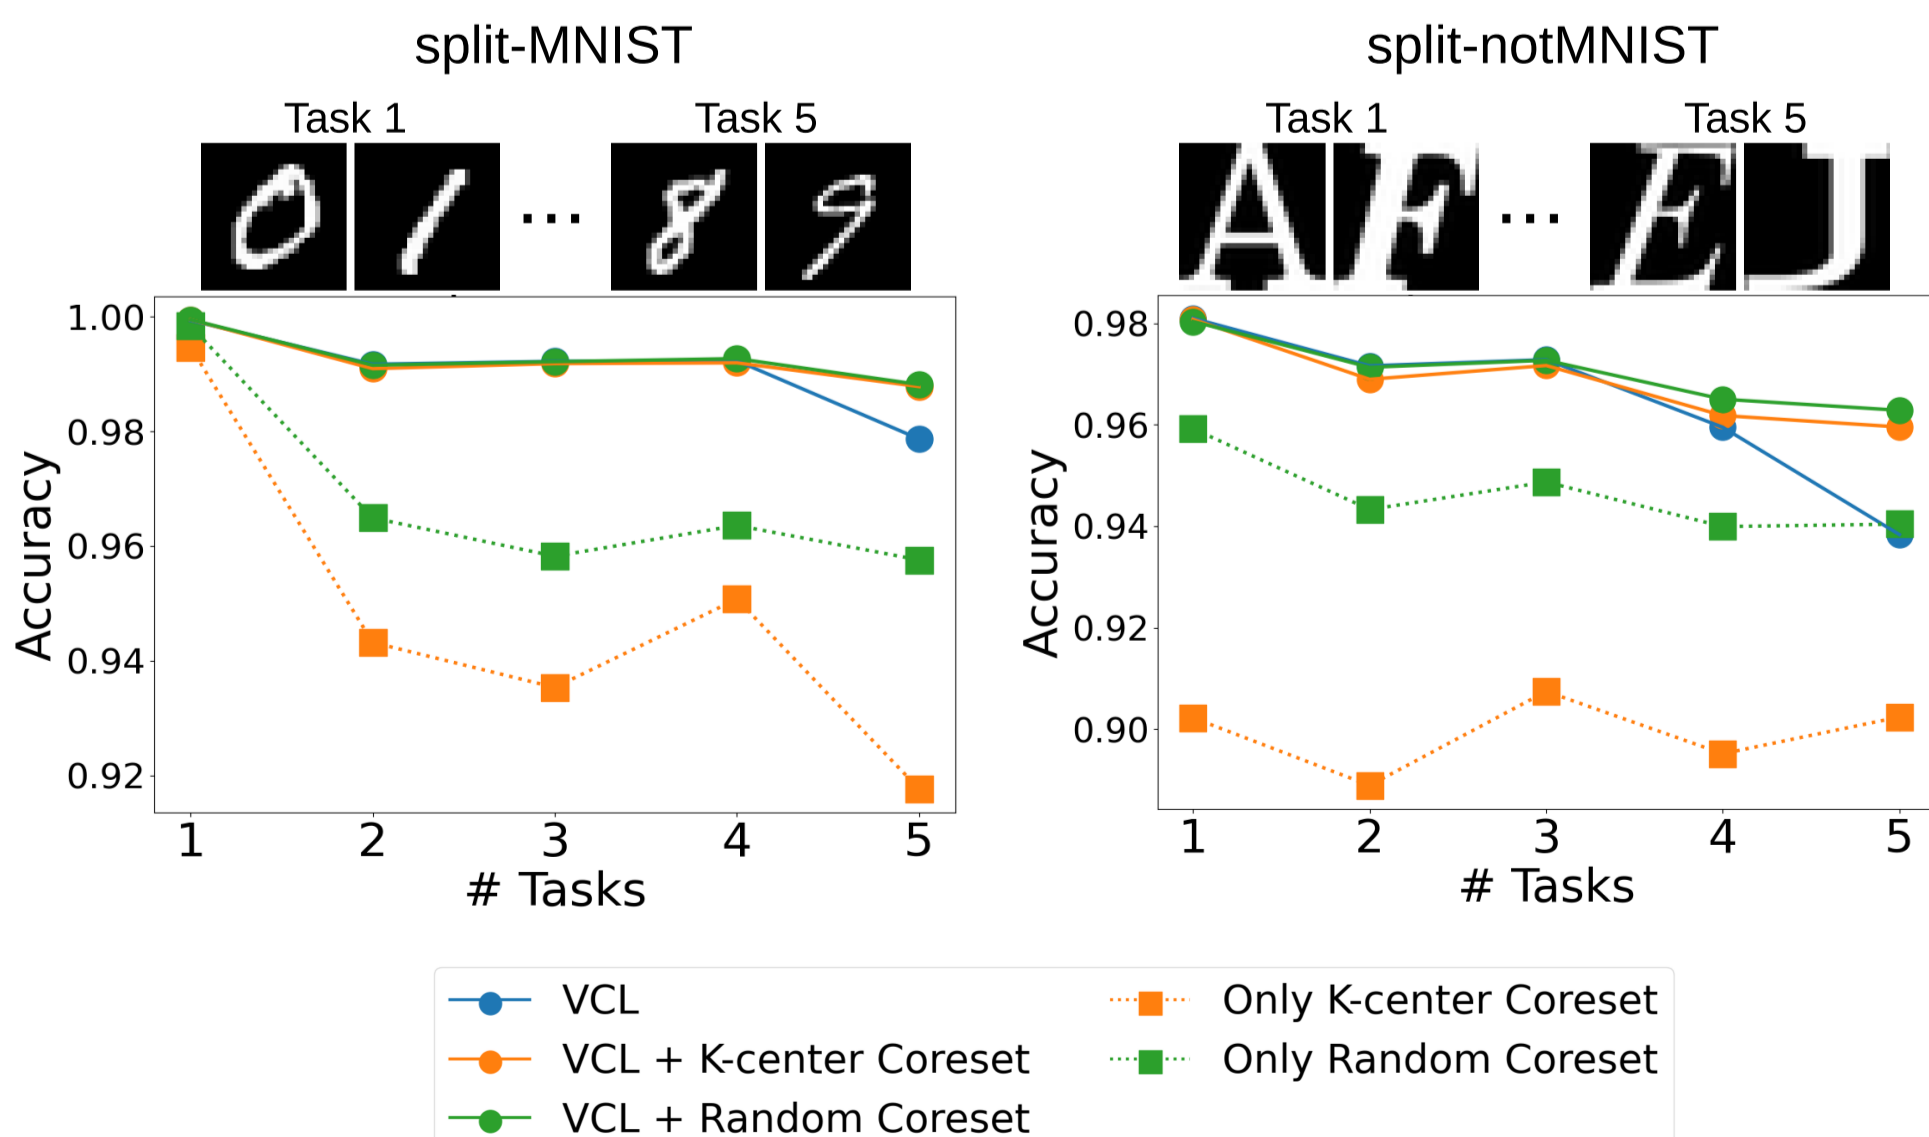 split-MNIST
Task 1 Task 5
...
1.00
0.98
0.96
0.94
0.92
Accuracy
1 2 3 4 5
# Tasks
split-notMNIST
Task 1 Task 5
A F ... E J
0.98
0.96
0.94
0.92
0.90
Accuracy
1 2 3 4 5
# Tasks
VCL
VCL + K-center Coreset
VCL + Random Coreset
Only K-center Coreset
Only Random Coreset